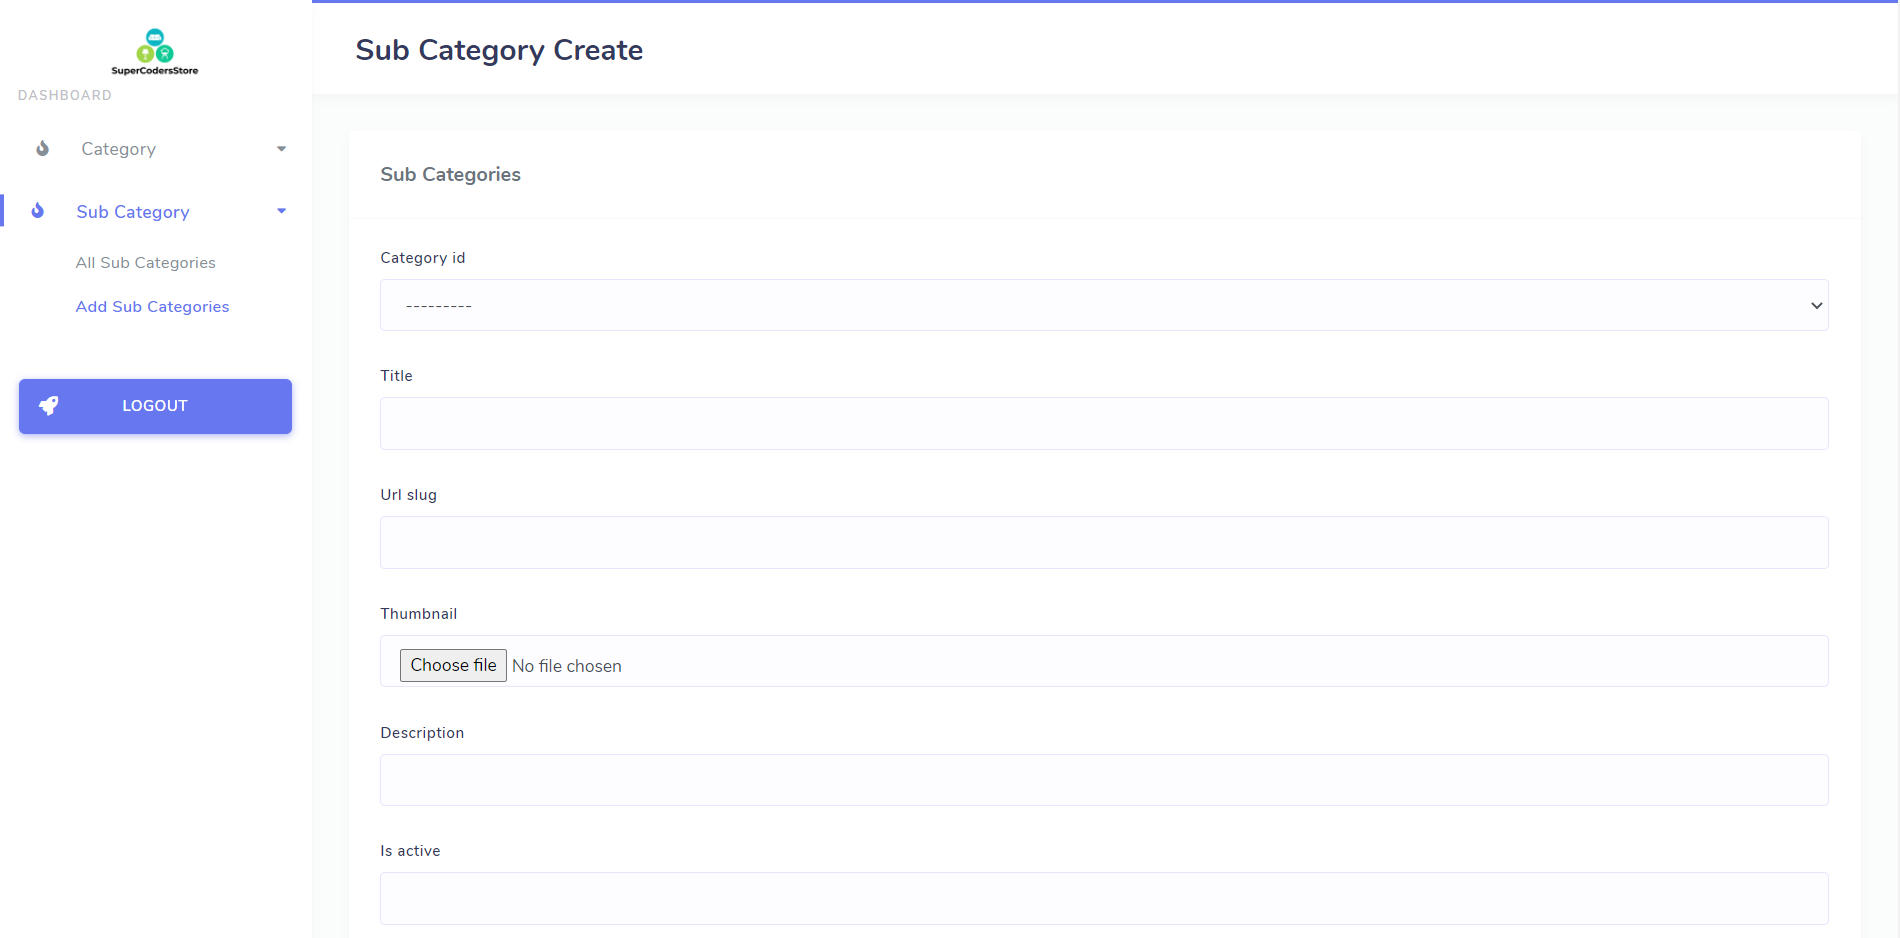 SuperCodersStore
DASHBOARD
Category
Sub Category
All Sub Categories
Add Sub Categories
LOGOUT
Sub Category Create
Sub Categories
Category id
---------
Title
Url slug
Thumbnail
Choose file No file chosen
Description
Is active